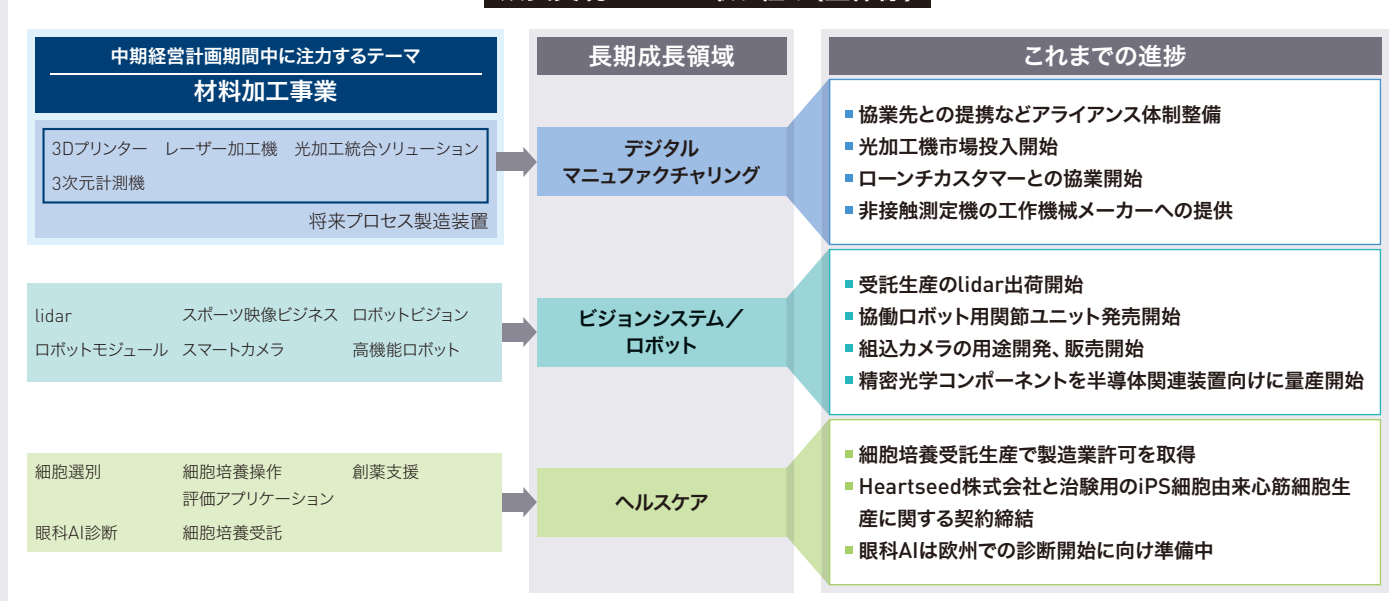 中期経営計画期間中に注力するテーマ
材料加工事業
3Dプリンター レーザー加工機 光加工統合ソリューション
3次元計測機
将来プロセス製造装置
lidar スポーツ映像ビジネス ロボットビジョン
ロボットモジュール スマートカメラ 高機能ロボット
細胞選別 細胞培養操作 創薬支援
評価アプリケーション
眼科AI診断 細胞培養受託
長期成長領域
デジタル
マニュファクチャリング
ビジョンシステム／
ロボット
ヘルスケア
これまでの進捗
■協業先との提携などアライアンス体制整備
■光加工機市場投入開始
■ローンチカスタマーとの協業開始
■非接触測定機の工作機械メーカーへの提供
■受託生産のlidar出荷開始
■協働ロボット用関節ユニット発売開始
■組込カメラの用途開発、販売開始
■精密光学コンポーネントを半導体関連装置向けに量産開始
■細胞培養受託生産で製造業許可を取得
■Heartseed株式会社と治験用のiPS細胞由来心筋細胞生
産に関する契約締結
■眼科AIは欧州での診断開始に向け準備中